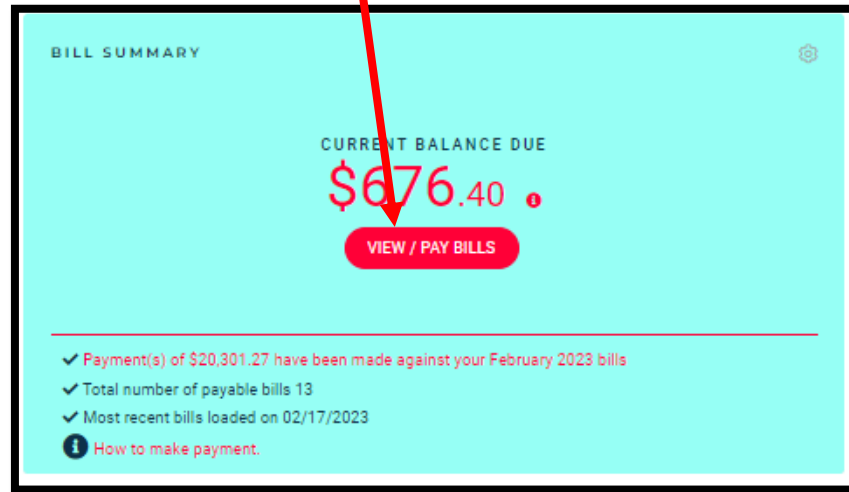 BILL SUMMARY
CURRENT BALANCE DUE
$676.40
VIEW / PAY BILLS
Payment(s) of $20,301.27 have been made against your February 2023 bills
Total number of payable bills 13
Most recent bills loaded on 02/17/2023
How to make payment.